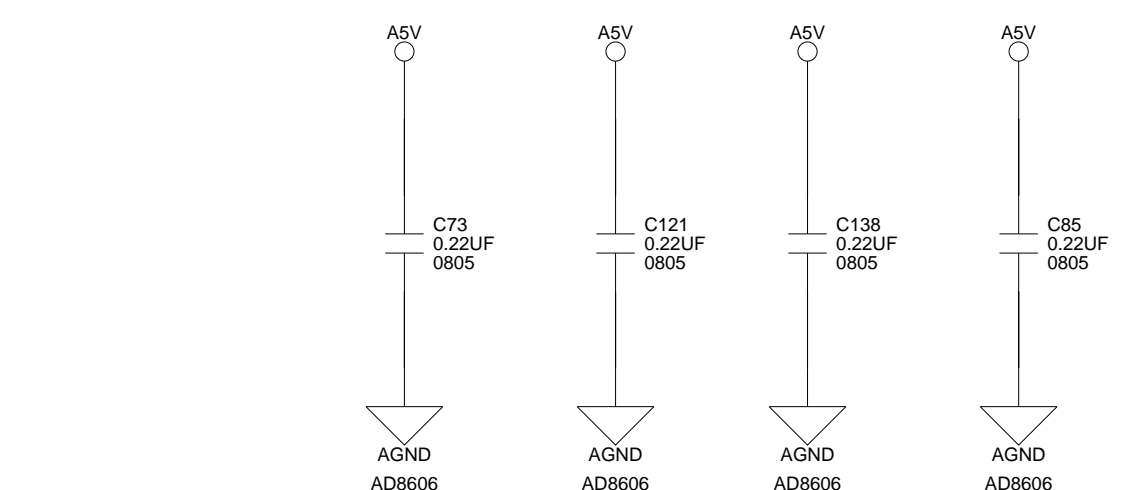 A5V A5V A5V A5V
C73 C121 C138 C85
0.22UF 0.22UF 0.22UF 0.22UF
0805 0805 0805 0805
AGND AGND AGND AGND
AD8606 AD8606 AD8606 AD8606